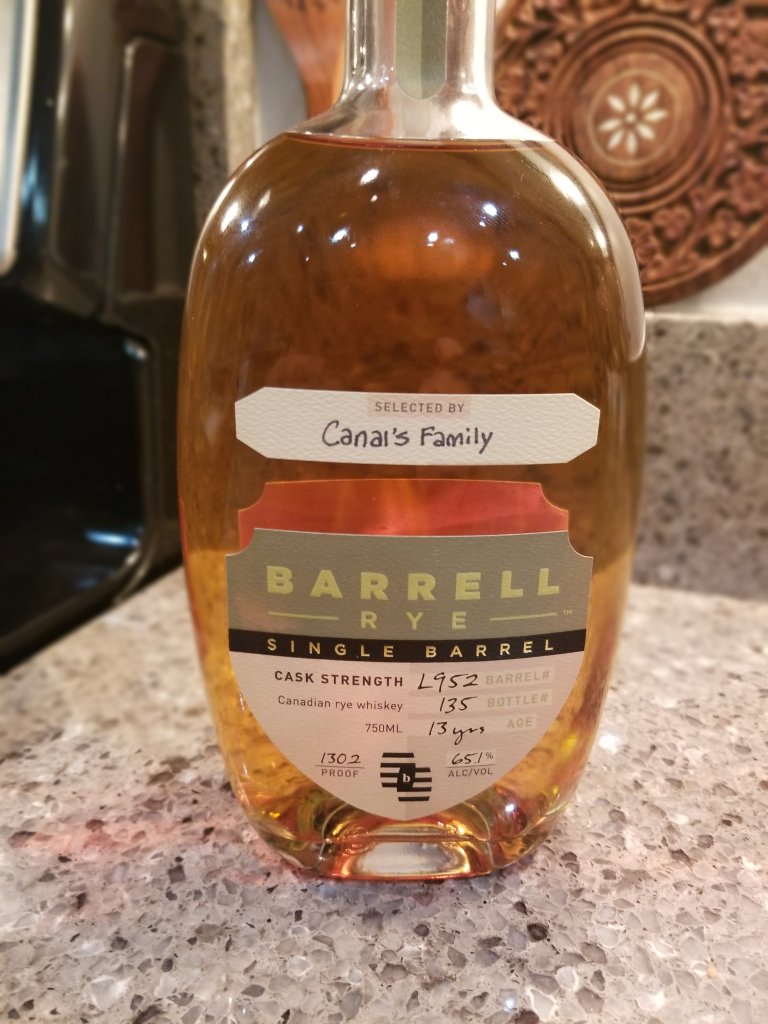 SELECTED BY
Canal's Family
BARRELL
RYE ™
SINGLE BARREL
CASK STRENGTH L952 BARREL#
Canadian rye whiskey 135 BOTTLE#
750ML 13 yrs AGE
130.2 65.1%
PROOF b ALC/VOL